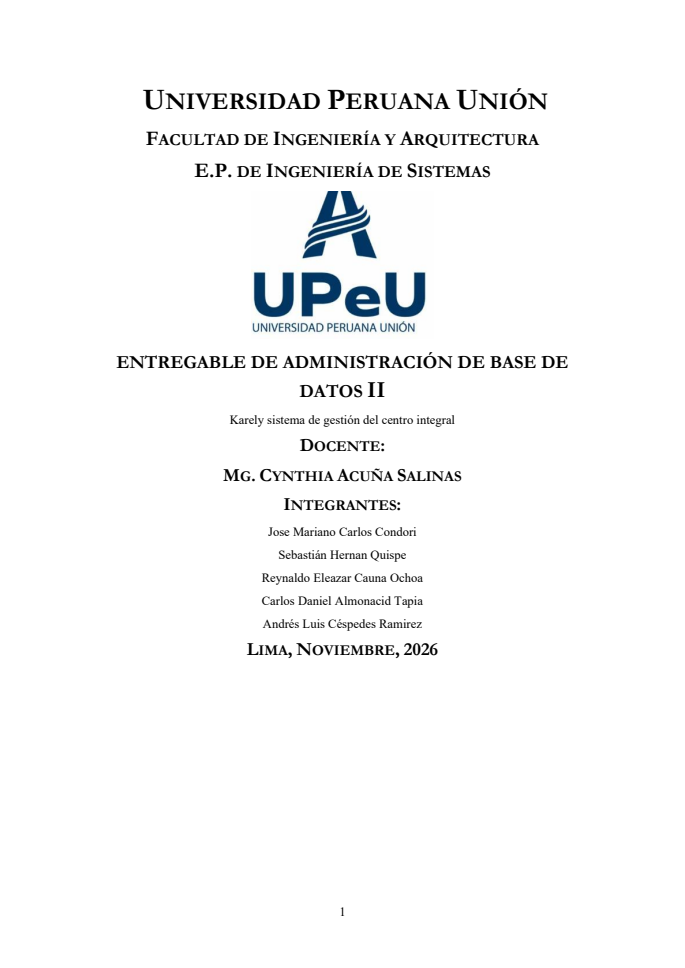 UNIVERSIDAD PERUANA UNIÓN
FACULTAD DE INGENIERÍA Y ARQUITECTURA
E.P. DE INGENIERÍA DE SISTEMAS
UPeU
UNIVERSIDAD PERUANA UNIÓN
ENTREGABLE DE ADMINISTRACIÓN DE BASE DE
DATOS II
Karely sistema de gestión del centro integral
DOCENTE:
MG. CYNTHIA ACUÑA SALINAS
INTEGRANTES:
Jose Mariano Carlos Condori
Sebastián Hernan Quispe
Reynaldo Eleazar Cauna Ochoa
Carlos Daniel Almonacid Tapia
Andrés Luis Céspedes Ramirez
LIMA, NOVIEMBRE, 2026
1